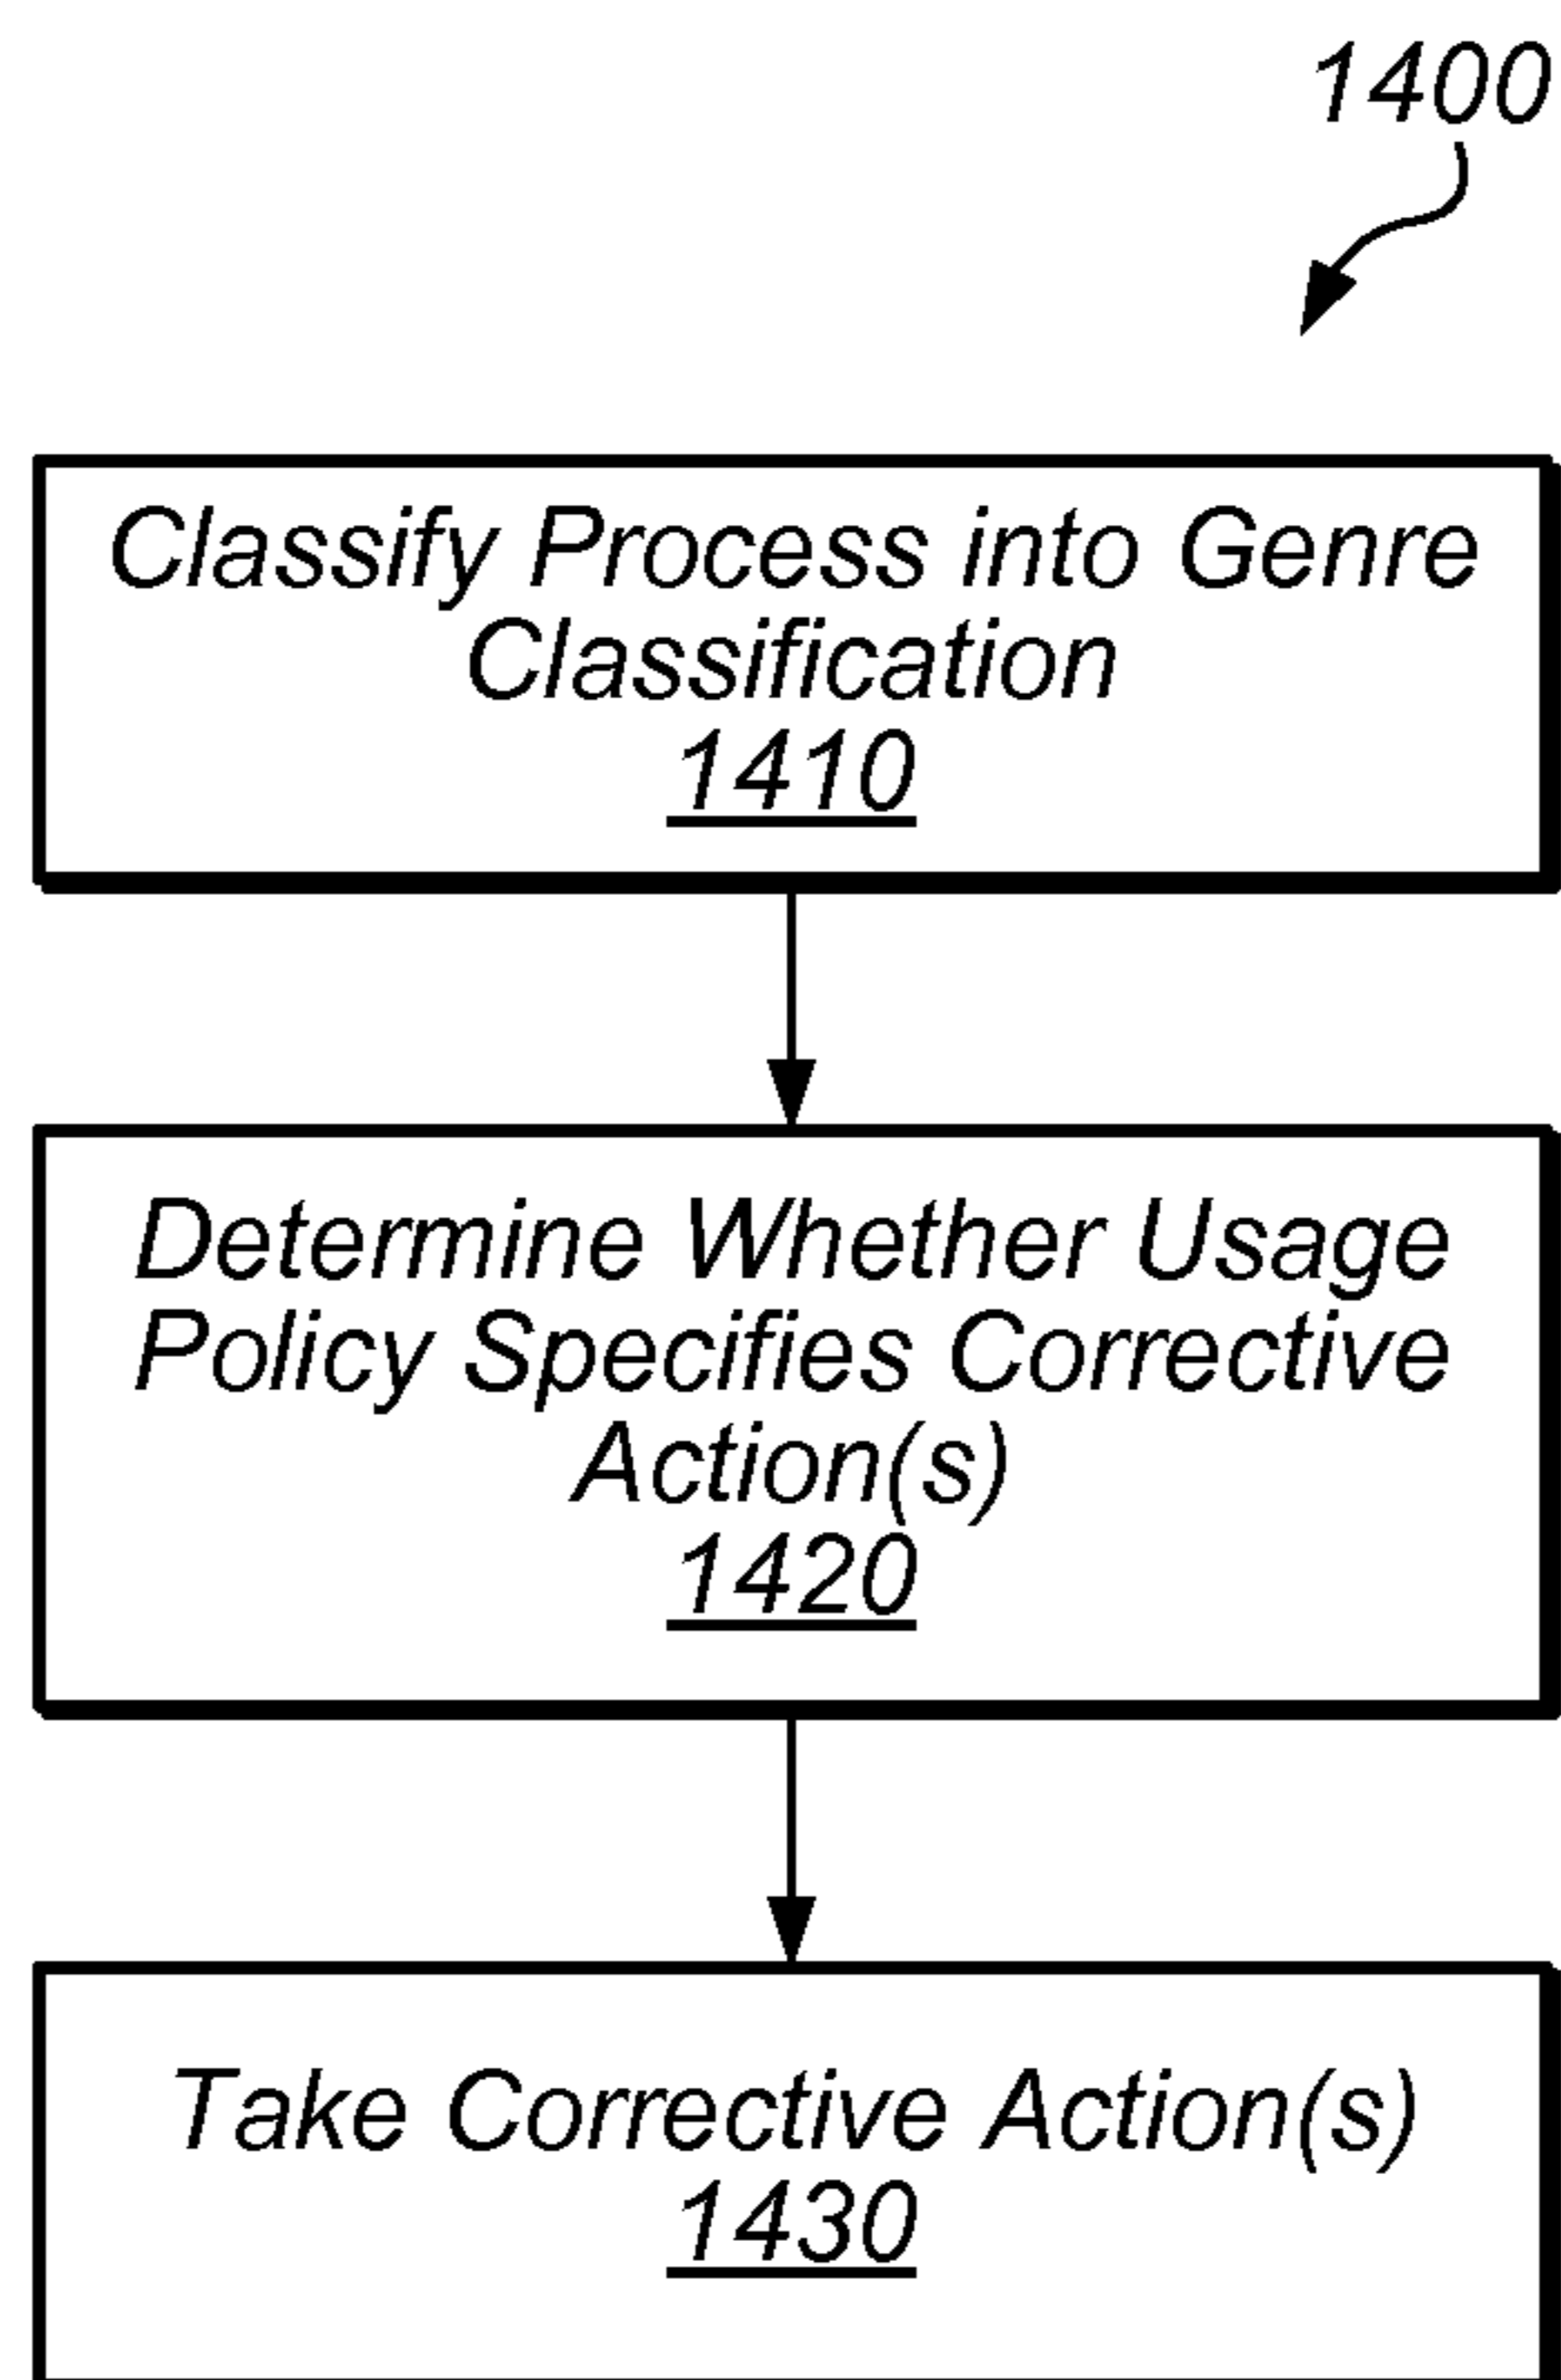 1400
Classify Process into Genre
Classification
1410
Determine Whether Usage
Policy Specifies Corrective
Action(s)
1420
Take Corrective Action(s)
1430